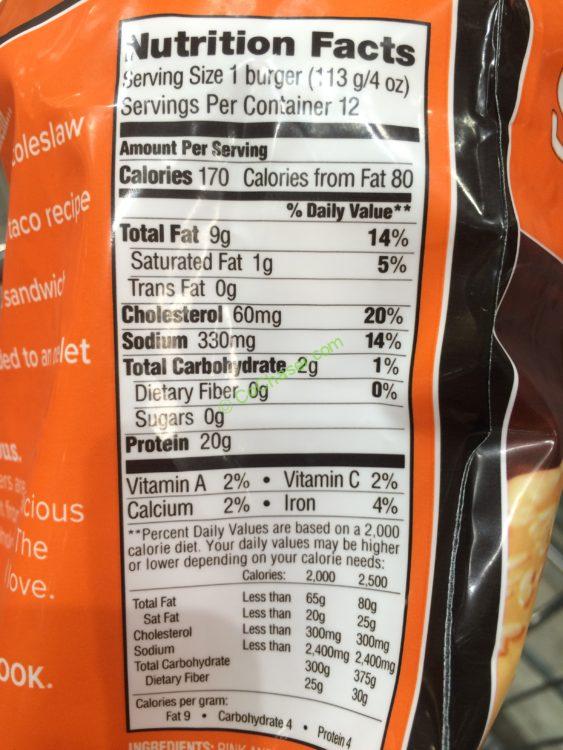 Nutrition Facts
Serving Size 1 burger (113 g/4 oz)
Servings Per Container 12
Amount Per Serving
Calories 170 Calories from Fat 80
% Daily Value**
Total Fat 9g 14%
Saturated Fat 1g 5%
Trans Fat 0g
Cholesterol 60mg 20%
Sodium 330mg 14%
Total Carbohydrate 2g 1%
Dietary Fiber 0g 0%
Sugars 0g
Protein 20g
Vitamin A 2% • Vitamin C 2%
Calcium 2% • Iron 4%
**Percent Daily Values are based on a 2,000
calorie diet. Your daily values may be higher
or lower depending on your calorie needs:
Calories: 2,000 2,500
Total Fat Less than 65g 80g
Sat Fat Less than 20g 25g
Cholesterol Less than 300mg 300mg
Sodium Less than 2,400mg 2,400mg
Total Carbohydrate 300g 375g
Dietary Fiber 25g 30g
Calories per gram:
Fat 9 • Carbohydrate 4 • Protein 4
INGREDIENTS: PINK
coleslaw
taco recipe
The
love.